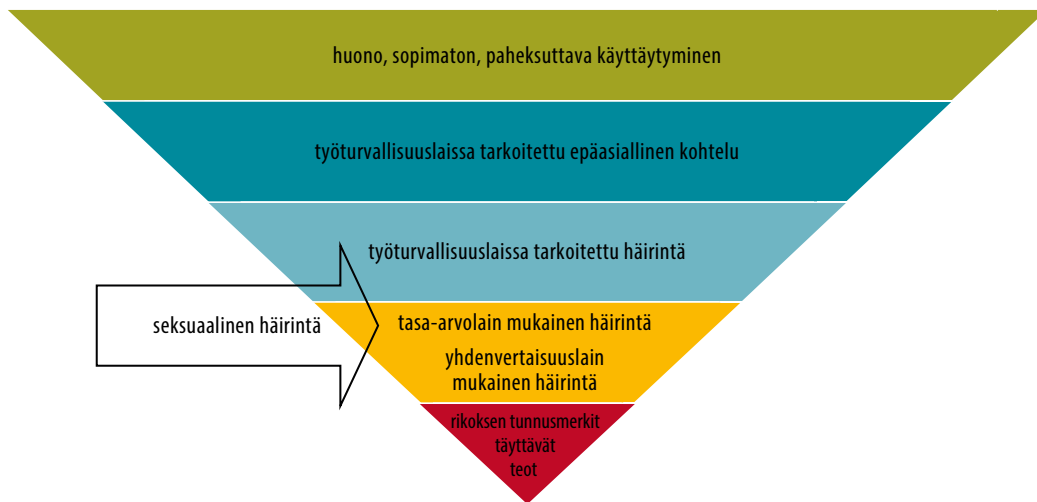 huono, sopimaton, paheksuttava käyttäytyminen
työturvallisuuslaissa tarkoitettu epäasiallinen kohtelu
työturvallisuuslaissa tarkoitettu häirintä
seksuaalinen häirintä
tasa-arvolain mukainen häirintä
yhdenvertaisuuslain
mukainen häirintä
rikoksen tunnusmerkit
täyttävät
teot